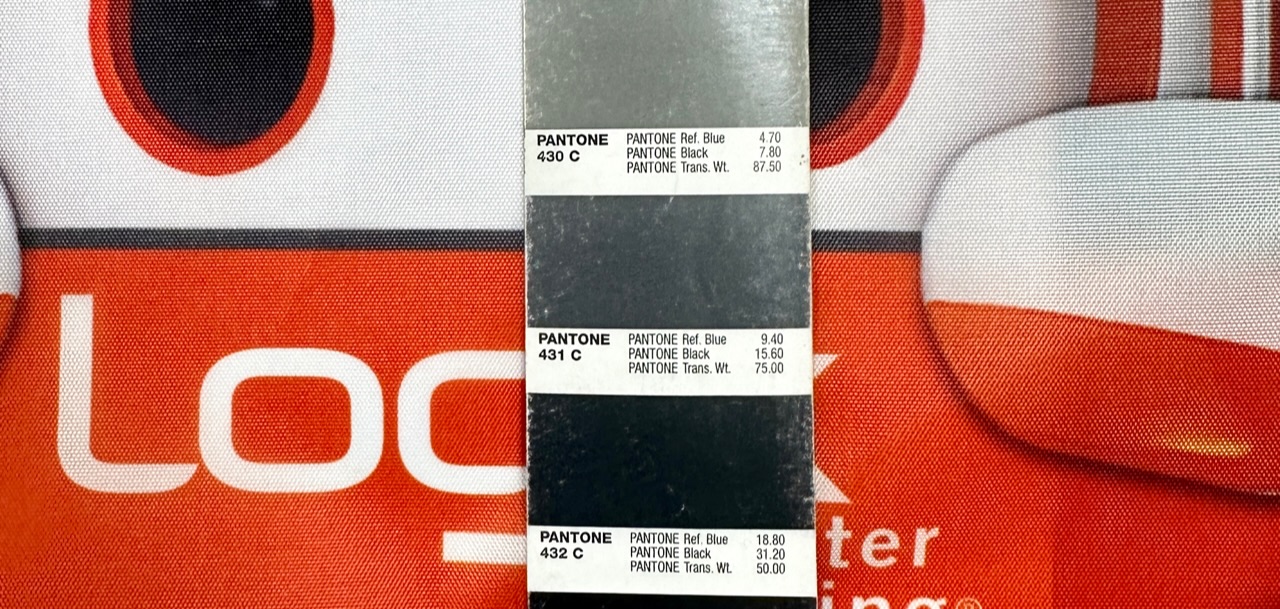 PANTONE PANTONE Ref. Blue 4.70
430 C PANTONE Black 7.80
PANTONE Trans. Wt. 87.50
PANTONE PANTONE Ref. Blue 9.40
431 C PANTONE Black 15.60
PANTONE Trans. Wt. 75.00
PANTONE PANTONE Ref. Blue 18.80
432 C PANTONE Black 31.20
PANTONE Trans. Wt. 50.00